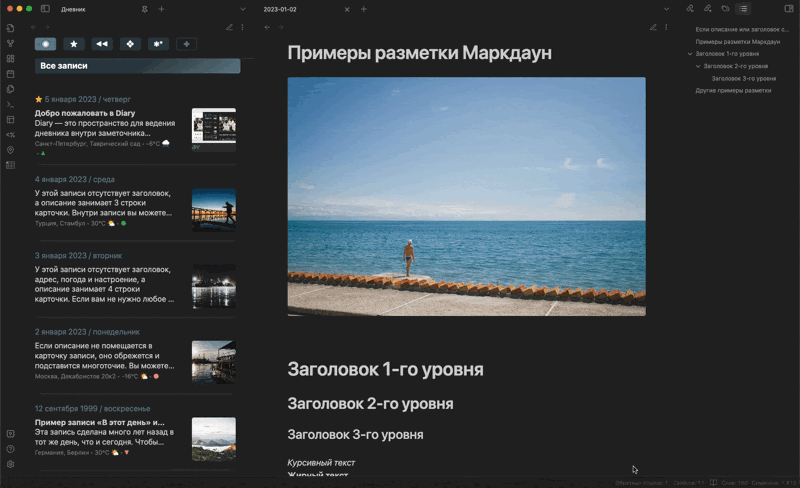 Дневник
2023-01-02
Все записи
5 января 2023 / четверг
Добро пожаловать в Diary
Diary — это пространство для ведения
дневника внутри заметочника...
Санкт-Петербург, Таврический сад · -6°C
4 января 2023 / среда
У этой записи отсутствует заголовок,
а описание занимает 3 строки
карточки. Внутри записи вы можете...
Турция, Стамбул · 30°C
3 января 2023 / вторник
У этой записи отсутствует заголовок,
адрес, погода и настроение, а
описание занимает 4 строки
карточки. Если вам не нужно любое ...
2 января 2023 / понедельник
Если описание не помещается в
карточку записи, оно обрежется и
подставится многоточие. Вы можете...
Москва, Декабристов 20к2 · -16°C
12 сентября 1999 / воскресенье
Пример записи «В этот день» и...
Эта запись сделана много лет назад в
тот же день, что и сегодня. Чтобы...
Германия, Берлин · 30°C
Примеры разметки Маркдаун
Заголовок 1-го уровня
Заголовок 2-го уровня
Заголовок 3-го уровня
Курсивный текст
Жирный текст
Если описание или заголовок с...
Примеры разметки Маркдаун
Заголовок 1-го уровня
Заголовок 2-го уровня
Заголовок 3-го уровня
Другие примеры разметки